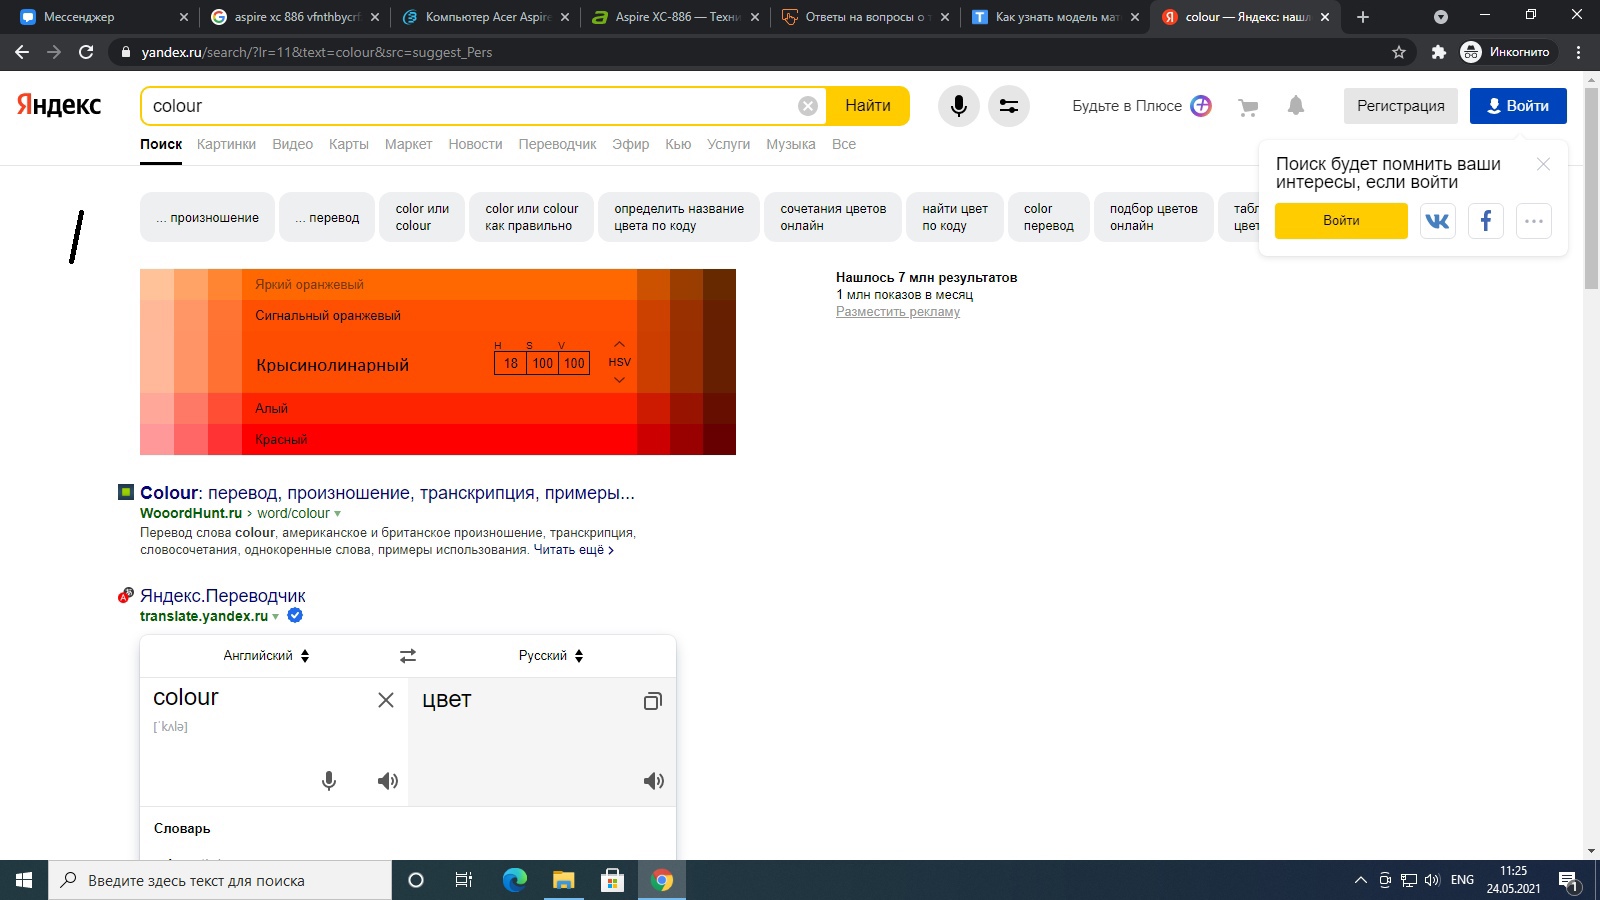 Мессенджер
aspire xc 886 vfnthbycr
Компьютер Acer Aspire
Aspire XC-886 — Техни
Ответы на вопросы о т
Как узнать модель мат
colour — Яндекс: нашл
yandex.ru/search/?lr=11&text=colour&src=suggest_Pers
Инкогнито
Яндекс
colour
Найти
Будьте в Плюсе
Регистрация
Войти
Поиск Картинки Видео Карты Маркет Новости Переводчик Эфир Кью Услуги Музыка Все
Поиск будет помнить ваши
интересы, если войти
Войти
... произношение
... перевод
color или
colour
color или colour
как правильно
определить название
цвета по коду
сочетания цветов
онлайн
найти цвет
по коду
color
перевод
подбор цветов
онлайн
табл
цвет
Яркий оранжевый
Сигнальный оранжевый
Крысинолинарный
H S V
18 100 100
HSV
Алый
Красный
Нашлось 7 млн результатов
1 млн показов в месяц
Разместить рекламу
Colour: перевод, произношение, транскрипция, примеры...
WooordHunt.ru › word/colour
Перевод слова colour, американское и британское произношение, транскрипция,
словосочетания, однокоренные слова, примеры использования. Читать ещё ›
Яндекс.Переводчик
translate.yandex.ru
Английский
Русский
colour
цвет
[ˈkʌlə]
Словарь
Введите здесь текст для поиска
ENG
11:25
24.05.2021
1